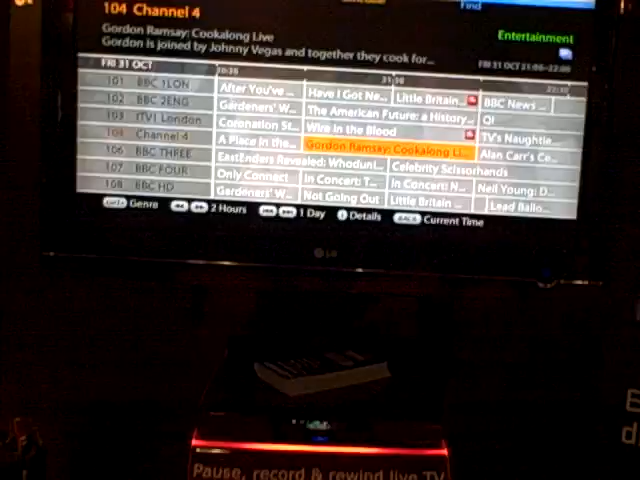 104 Channel 4
Find
Gordon Ramsay: Cookalong Live
Entertainment
Gordon is joined by Johnny Vegas and together they cook for...
FRI 31 OCT 21:05-22:00
FRI 31 OCT
101 BBC 1LON After You've ... Have I Got Ne... Little Britain... BBC News ...
102 BBC 2ENG Gardeners' W... The American Future: a History... QI
103 ITV1 London Coronation St... Wire in the Blood TV's Naughtie...
104 Channel 4 A Place in the... Gordon Ramsay: Cookalong Li... Alan Carr's Ce...
106 BBC THREE EastEnders Revealed: Whoduni... Celebrity Scissorhands
107 BBC FOUR Only Connect In Concert: T... In Concert: N... Neil Young: D...
108 BBC HD Gardeners' W... Not Going Out Little Britain ... Lead Ballo...
Genre 2 Hours 1 Day i Details BACK Current Time
LG
Pause, record & rewind live TV